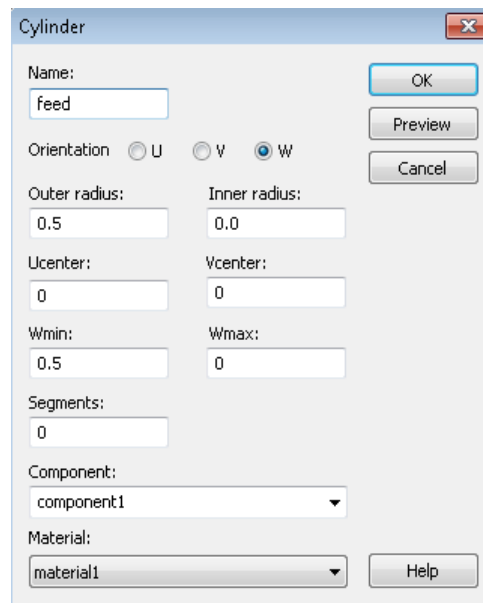 Cylinder
Name:
OK
feed
Preview
Orientation U V W
Cancel
Outer radius: Inner radius:
0.5 0.0
Ucenter: Vcenter:
0 0
Wmin: Wmax:
0.5 0
Segments:
0
Component:
component1
Material:
material1 Help